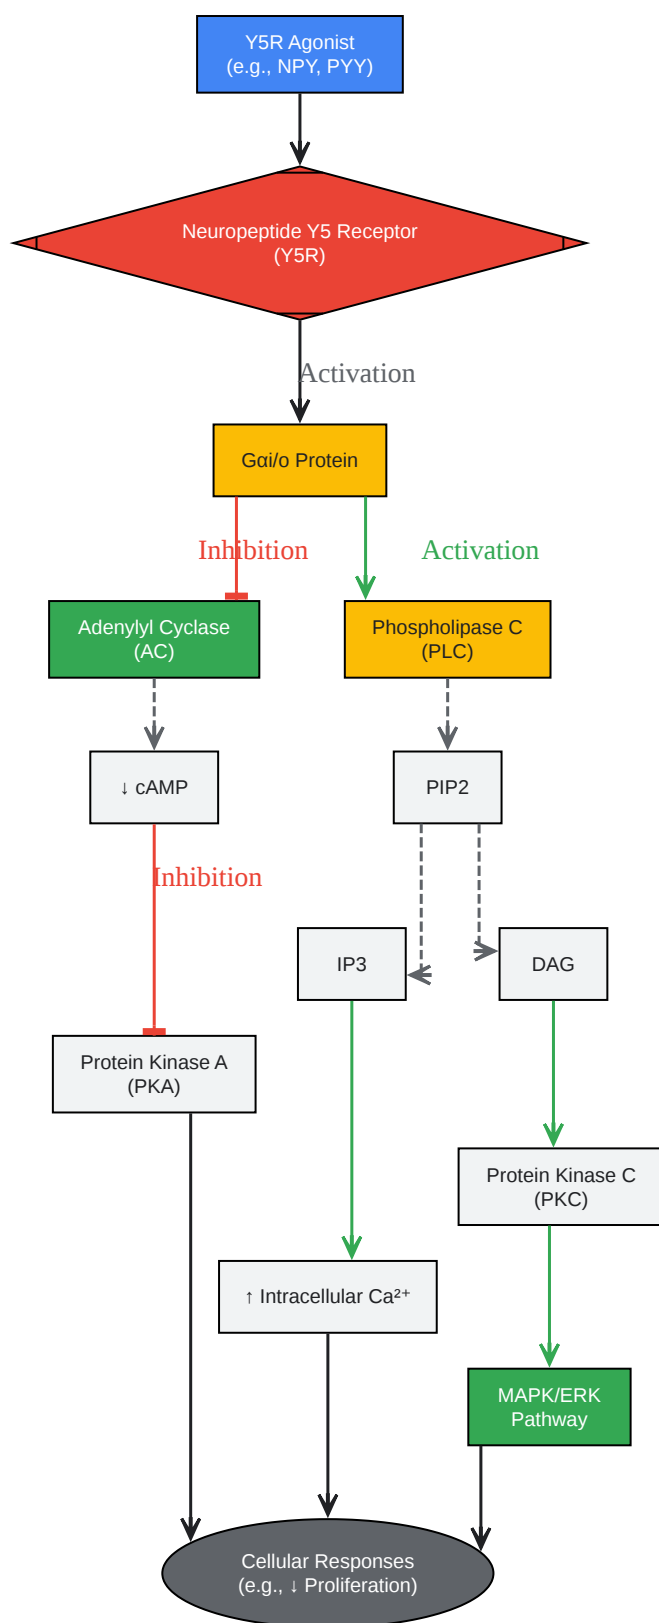 Y5R Agonist
(e.g., NPY, PYY)
Neuropeptide Y5 Receptor
(Y5R)
Activation
Gαi/o Protein
Inhibition
Activation
Adenylyl Cyclase
(AC)
Phospholipase C
(PLC)
↓ cAMP
PIP2
Inhibition
IP3
DAG
Protein Kinase A
(PKA)
Protein Kinase C
(PKC)
↑ Intracellular Ca²⁺
MAPK/ERK
Pathway
Cellular Responses
(e.g., ↓ Proliferation)